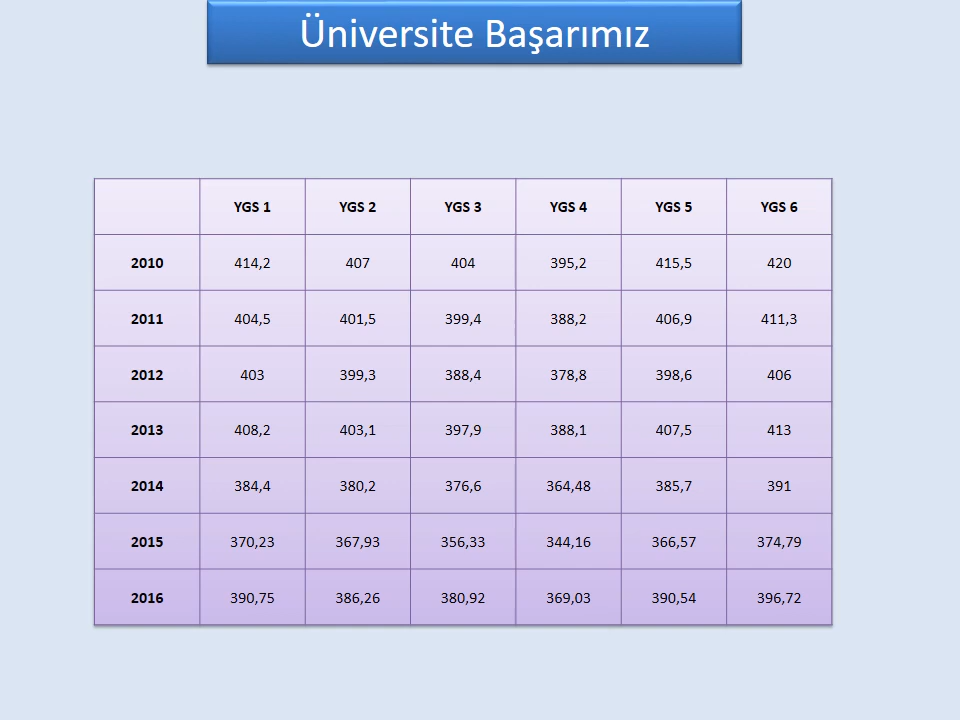 Üniversite Başarımız
YGS 1 YGS 2 YGS 3 YGS 4 YGS 5 YGS 6
2010 414,2 407 404 395,2 415,5 420
2011 404,5 401,5 399,4 388,2 406,9 411,3
2012 403 399,3 388,4 378,8 398,6 406
2013 408,2 403,1 397,9 388,1 407,5 413
2014 384,4 380,2 376,6 364,48 385,7 391
2015 370,23 367,93 356,33 344,16 366,57 374,79
2016 390,75 386,26 380,92 369,03 390,54 396,72